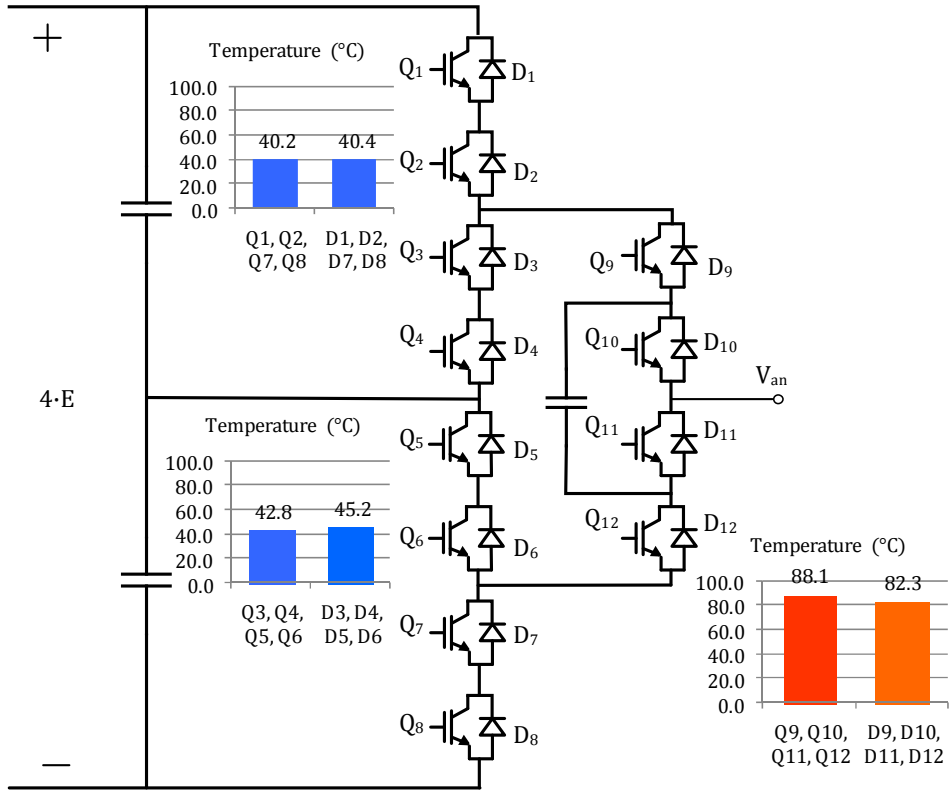 +
Temperature (°C)
100.0
80.0
60.0
40.0
20.0
0.0
40.2
40.4
Q1, Q2,
Q7, Q8
D1, D2,
D7, D8
Q₁
D₁
Q₂
D₂
Q₃
D₃
Q₄
D₄
Q₉
D₉
Q₁₀
D₁₀
Vₐₙ
4·E
Temperature (°C)
100.0
80.0
60.0
40.0
20.0
0.0
42.8
45.2
Q3, Q4,
Q5, Q6
D3, D4,
D5, D6
Q₅
D₅
Q₆
D₆
Q₁₁
D₁₁
Q₁₂
D₁₂
Q₇
D₇
Q₈
D₈
Temperature (°C)
100.0
80.0
60.0
40.0
20.0
0.0
88.1
82.3
Q9, Q10,
Q11, Q12
D9, D10,
D11, D12
—